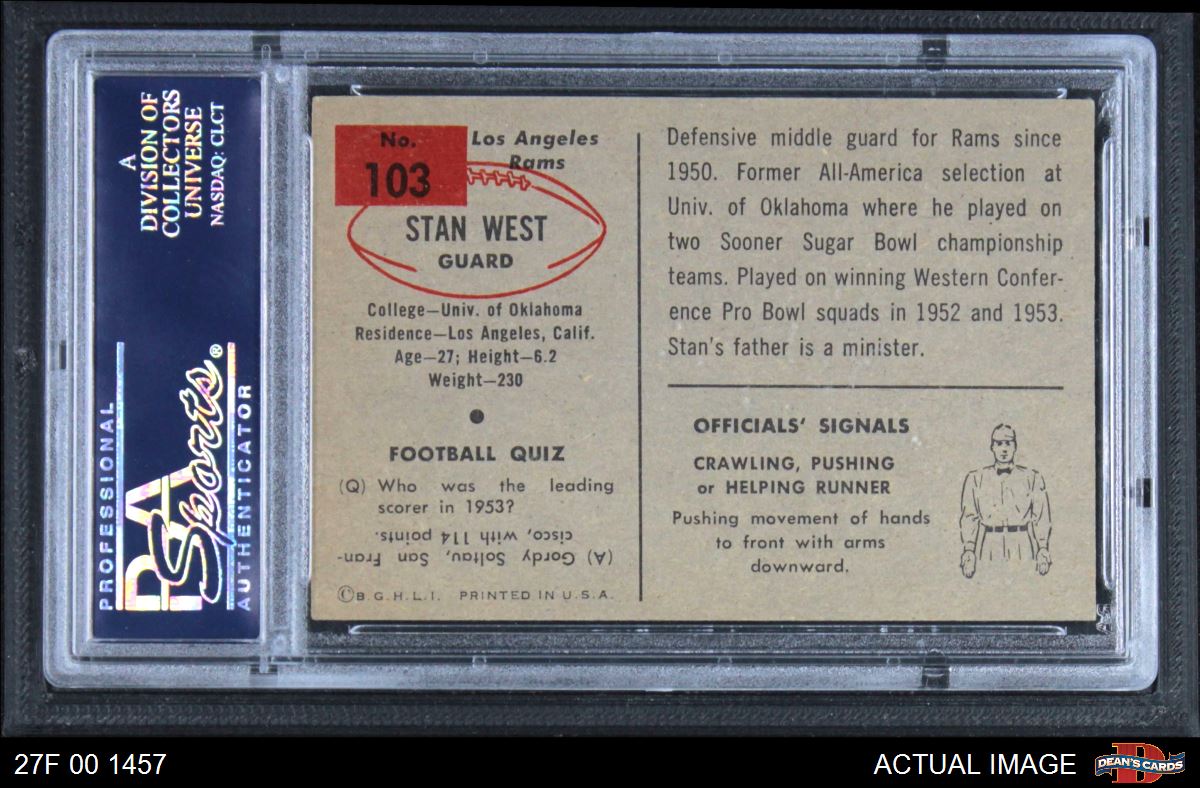 A
DIVISION OF
COLLECTORS
UNIVERSE
NASDAQ: CLCT
PROFESSIONAL
PSA
Sports®
AUTHENTICATOR
No.
103
Los Angeles
Rams
STAN WEST
GUARD
College—Univ. of Oklahoma
Residence—Los Angeles, Calif.
Age—27; Height—6.2
Weight—230
FOOTBALL QUIZ
(Q) Who was the leading
scorer in 1953?
(A) Gordy Soltau, San Fran-
cisco, with 114 points.
©B.G.H.L.I. PRINTED IN U.S.A.
Defensive middle guard for Rams since
1950. Former All-America selection at
Univ. of Oklahoma where he played on
two Sooner Sugar Bowl championship
teams. Played on winning Western Confer-
ence Pro Bowl squads in 1952 and 1953.
Stan's father is a minister.
OFFICIALS' SIGNALS
CRAWLING, PUSHING
or HELPING RUNNER
Pushing movement of hands
to front with arms
downward.
27F 00 1457
ACTUAL IMAGE
D
DEAN'S CARDS